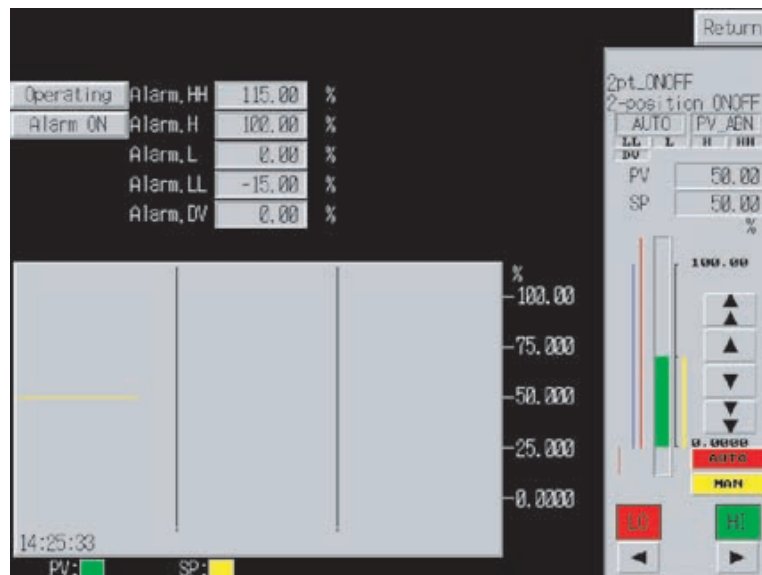 Return
Operating Alarm,HH 115.00 %
Alarm ON Alarm,H 100.00 %
Alarm,L 0.00 %
Alarm,LL -15.00 %
Alarm,DV 0.00 %
2pt_ONOFF
2-position ONOFF
AUTO PV_ABN
LL L H HH
DV
PV 50.00
SP 50.00
%
100.00
0.0000
AUTO
MAN
LO HI
%
100.00
75.000
50.000
25.000
0.0000
14:25:33
PV: SP: